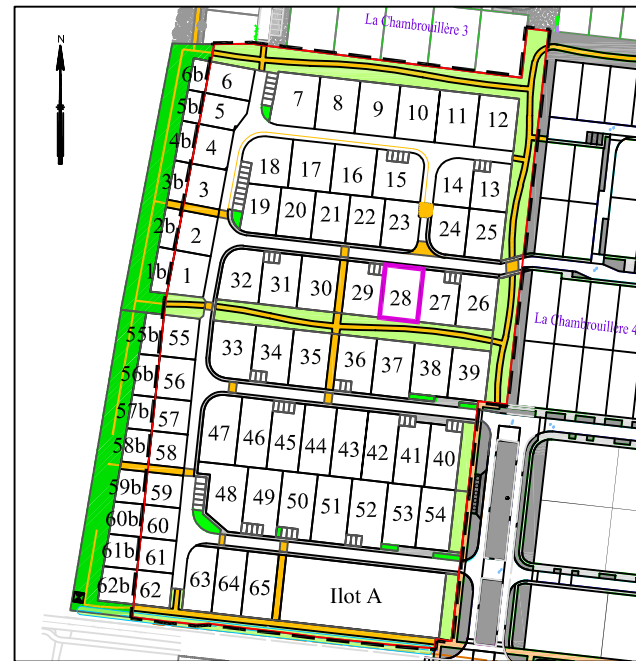 La Chambrouillère 3
N
6b 6
7 8 9 10 11 12
5b 5
4b 4
18 17 16 15 14 13
3b 3
19 20 21 22 23 24 25
2b 2
1b 1
32 31 30 29 28 27 26
La Chambrouillère 4
55b 55
33 34 35 36 37 38 39
56b 56
57b 57
47 46 45 44 43 42 41 40
58b 58
59b 59
48 49 50 51 52 53 54
60b 60
61b 61
62b 62
63 64 65
Ilot A